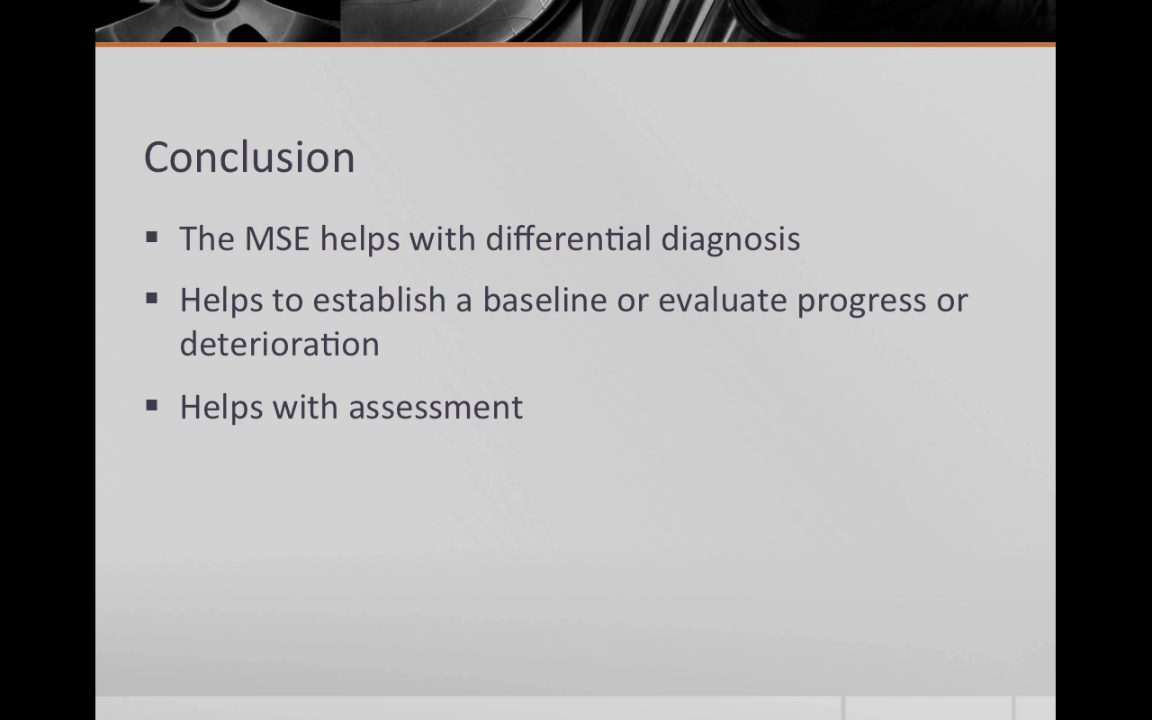 Conclusion
▪ The MSE helps with differential diagnosis
▪ Helps to establish a baseline or evaluate progress or
deterioration
▪ Helps with assessment